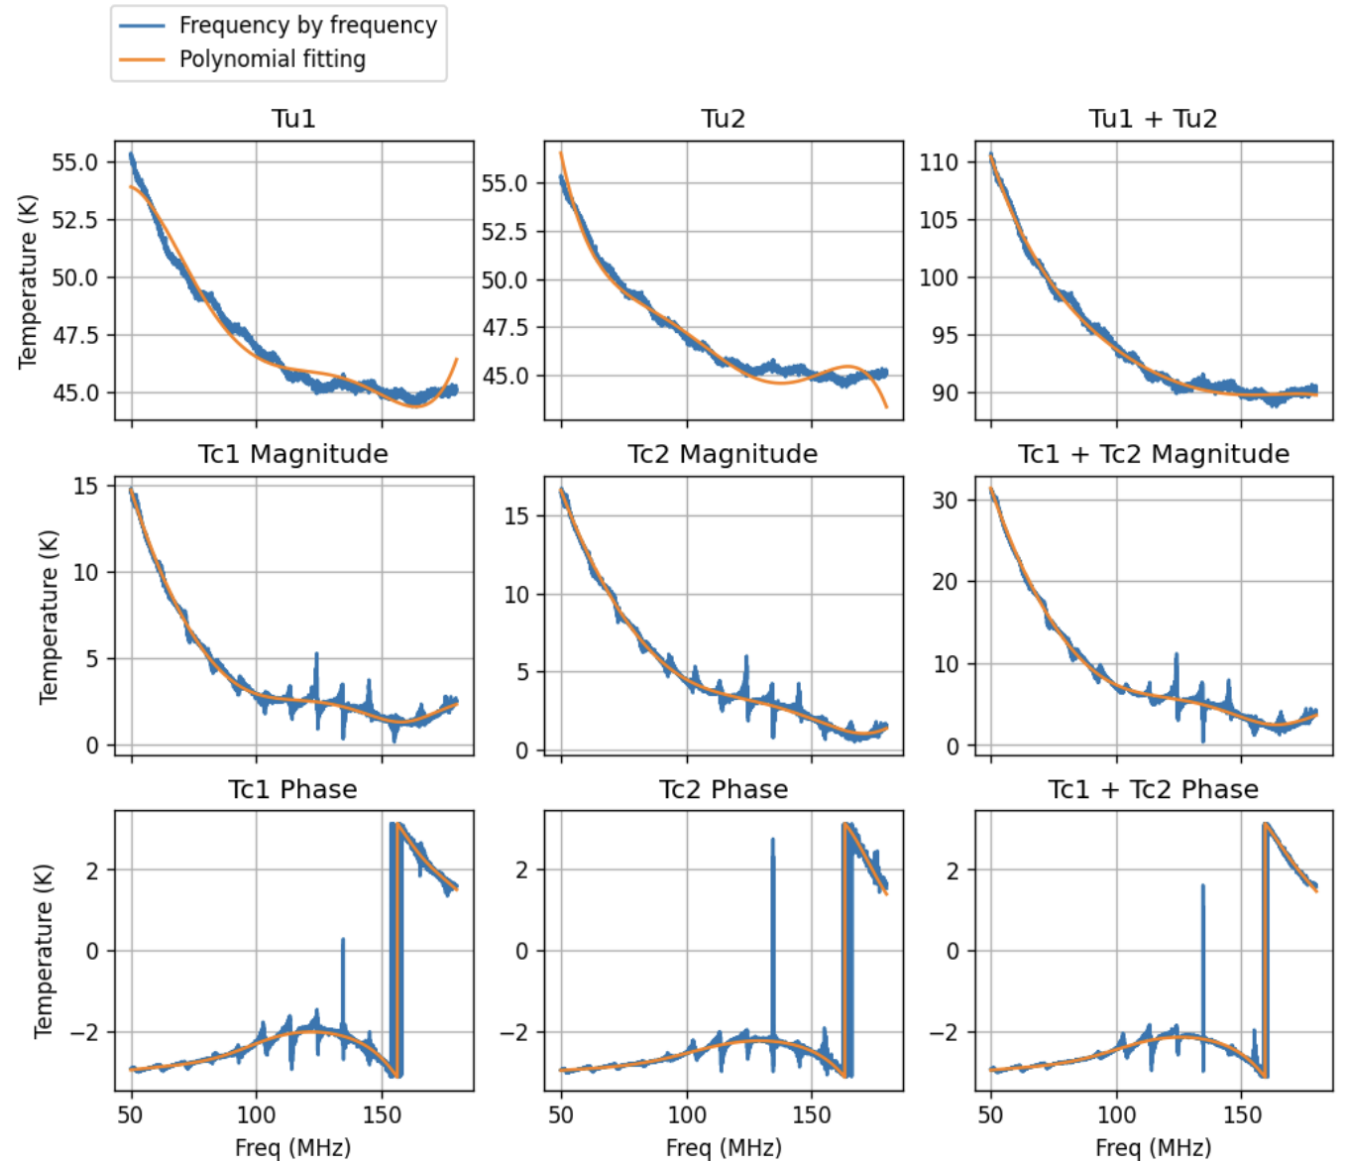 Frequency by frequency
Polynomial fitting
Tu1
Tu2
Tu1 + Tu2
Temperature (K)
55.0
52.5
50.0
47.5
45.0
55.0
52.5
50.0
47.5
45.0
110
105
100
95
90
Tc1 Magnitude
Tc2 Magnitude
Tc1 + Tc2 Magnitude
Temperature (K)
15
10
5
0
15
10
5
0
30
20
10
0
Tc1 Phase
Tc2 Phase
Tc1 + Tc2 Phase
Temperature (K)
2
0
−2
2
0
−2
2
0
−2
50 100 150
50 100 150
50 100 150
Freq (MHz)
Freq (MHz)
Freq (MHz)